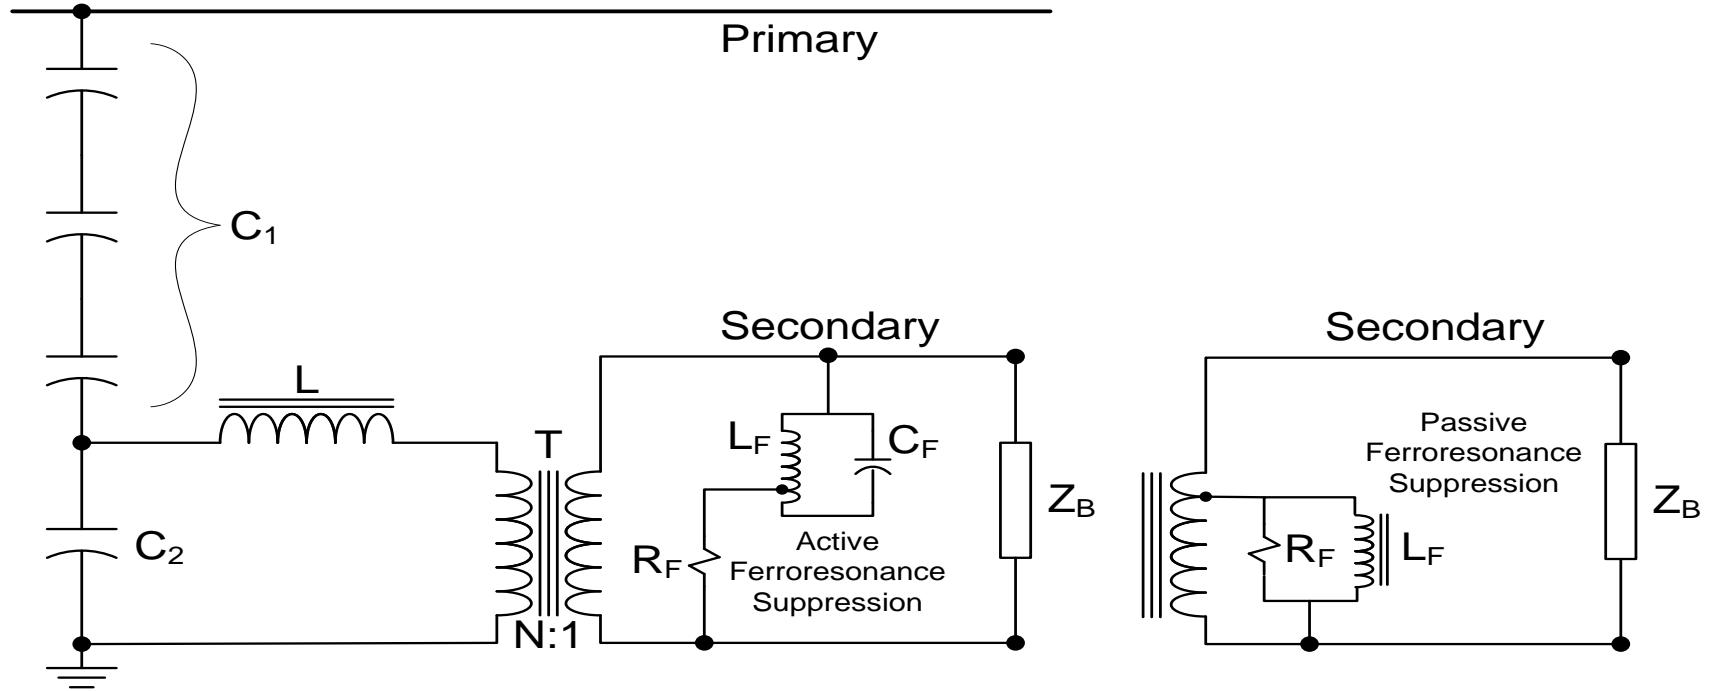 Primary
C1
L
T
N:1
C2
Secondary
LF
CF
RF
ZB
Active
Ferroresonance
Suppression
Secondary
Passive
Ferroresonance
Suppression
RF
LF
ZB